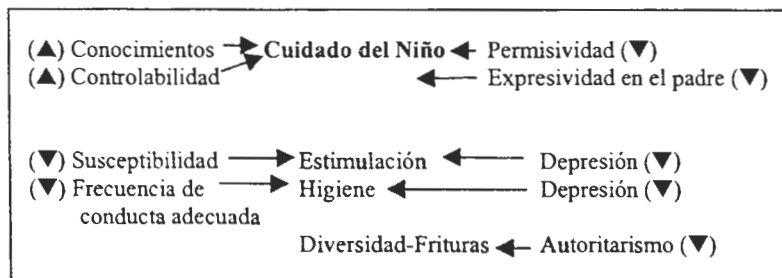 (▲) Conocimientos → Cuidado del Niño ← Permisividad (▼)
(▲) Controlabilidad ← Expresividad en el padre (▼)
(▼) Susceptibilidad → Estimulación ← Depresión (▼)
(▼) Frecuencia de → Higiene ← Depresión (▼)
conducta adecuada
Diversidad-Frituras ← Autoritarismo (▼)